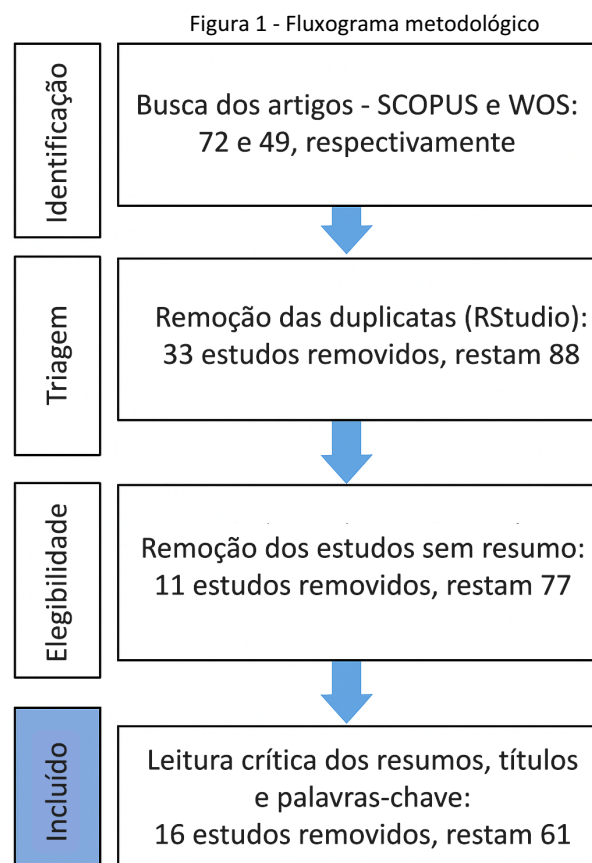 Figura 1 - Fluxograma metodológico
Identificação
Busca dos artigos - SCOPUS e WOS:
72 e 49, respectivamente
Triagem
Remoção das duplicatas (RStudio):
33 estudos removidos, restam 88
Elegibilidade
Remoção dos estudos sem resumo:
11 estudos removidos, restam 77
Incluído
Leitura crítica dos resumos, títulos
e palavras-chave:
16 estudos removidos, restam 61